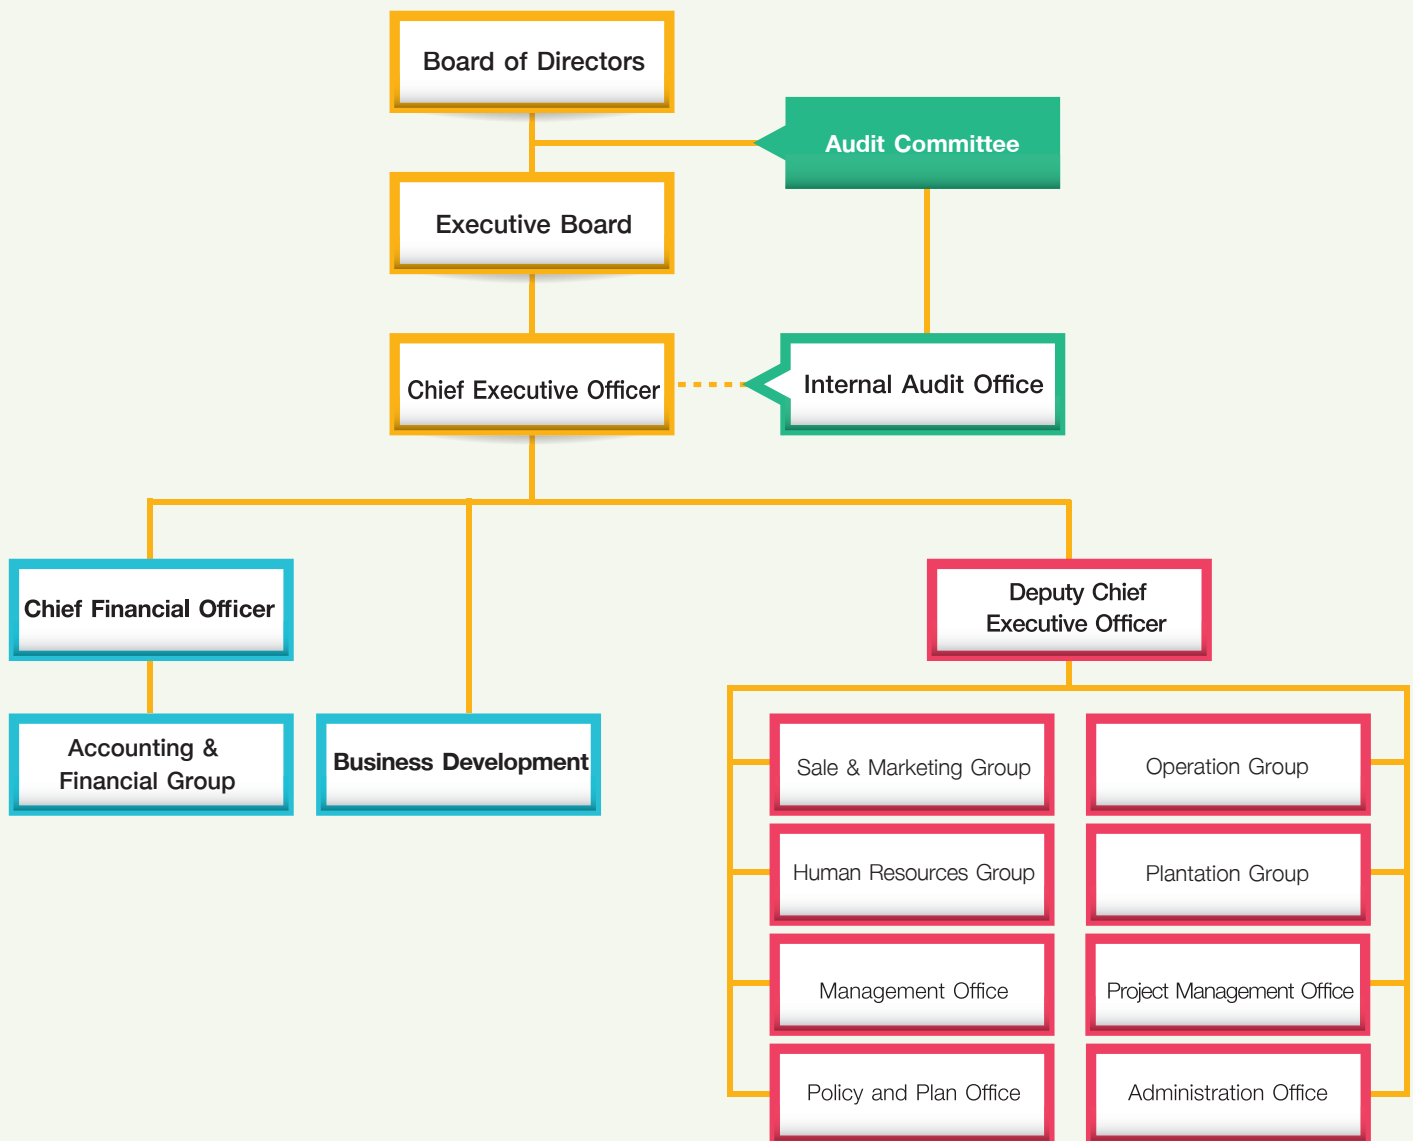 Board of Directors
Audit Committee
Executive Board
Chief Executive Officer
Internal Audit Office
Chief Financial Officer
Deputy Chief
Executive Officer
Accounting &
Financial Group
Business Development
Sale & Marketing Group
Operation Group
Human Resources Group
Plantation Group
Management Office
Project Management Office
Policy and Plan Office
Administration Office